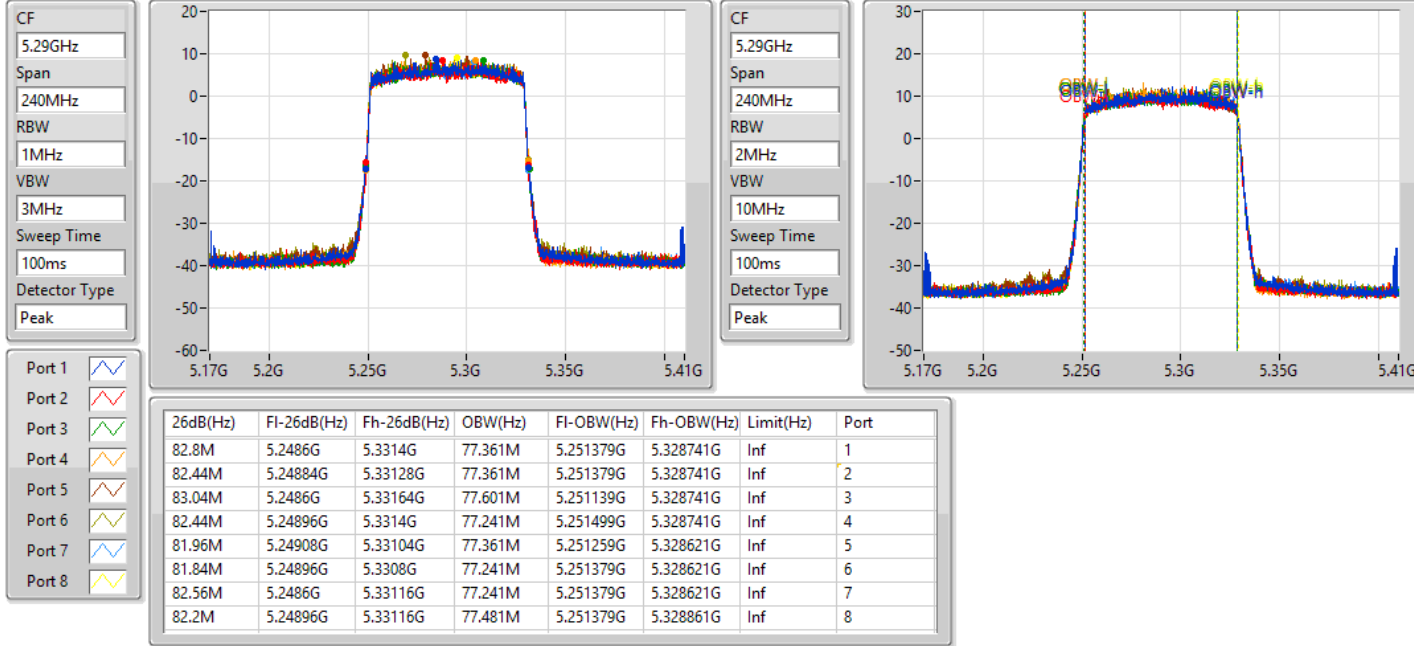 CF
5.29GHz
Span
240MHz
RBW
1MHz
VBW
3MHz
Sweep Time
100ms
Detector Type
Peak
20
10
0
-10
-20
-30
-40
-50
-60
5.17G 5.2G 5.25G 5.3G 5.35G 5.41G
CF
5.29GHz
Span
240MHz
RBW
2MHz
VBW
10MHz
Sweep Time
100ms
Detector Type
Peak
30
20
10
0
-10
-20
-30
-40
-50
OBW-l OBW-h
5.17G 5.2G 5.25G 5.3G 5.35G 5.41G
Port 1
Port 2
Port 3
Port 4
Port 5
Port 6
Port 7
Port 8
26dB(Hz) Fl-26dB(Hz) Fh-26dB(Hz) OBW(Hz) Fl-OBW(Hz) Fh-OBW(Hz) Limit(Hz) Port
82.8M 5.2486G 5.3314G 77.361M 5.251379G 5.328741G Inf 1
82.44M 5.24884G 5.33128G 77.361M 5.251379G 5.328741G Inf 2
83.04M 5.2486G 5.33164G 77.601M 5.251139G 5.328741G Inf 3
82.44M 5.24896G 5.3314G 77.241M 5.251499G 5.328741G Inf 4
81.96M 5.24908G 5.33104G 77.361M 5.251259G 5.328621G Inf 5
81.84M 5.24896G 5.3308G 77.241M 5.251379G 5.328621G Inf 6
82.56M 5.2486G 5.33116G 77.241M 5.251379G 5.328621G Inf 7
82.2M 5.24896G 5.33116G 77.481M 5.251379G 5.328861G Inf 8